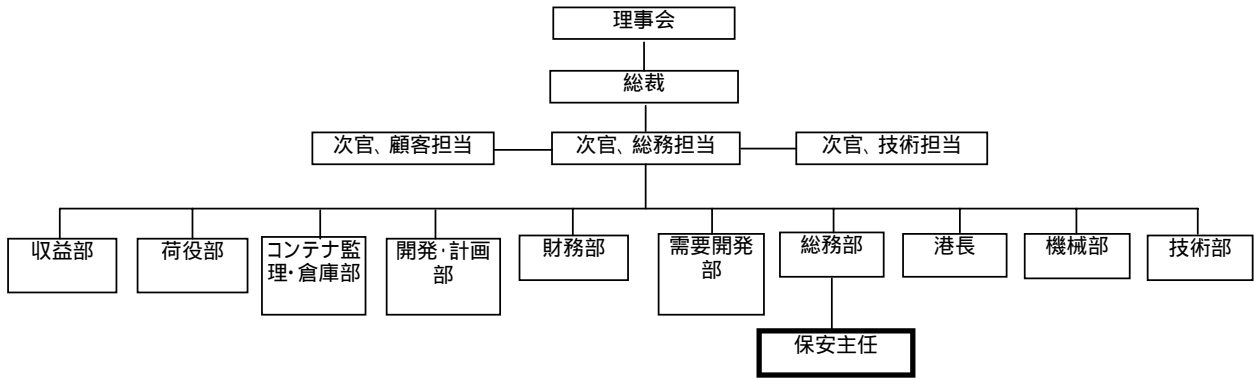 理事会
総裁
次官、顧客担当
次官、総務担当
次官、技術担当
収益部
荷役部
コンテナ監
理・倉庫部
開発・計画
部
財務部
需要開発
部
総務部
港長
機械部
技術部
保安主任